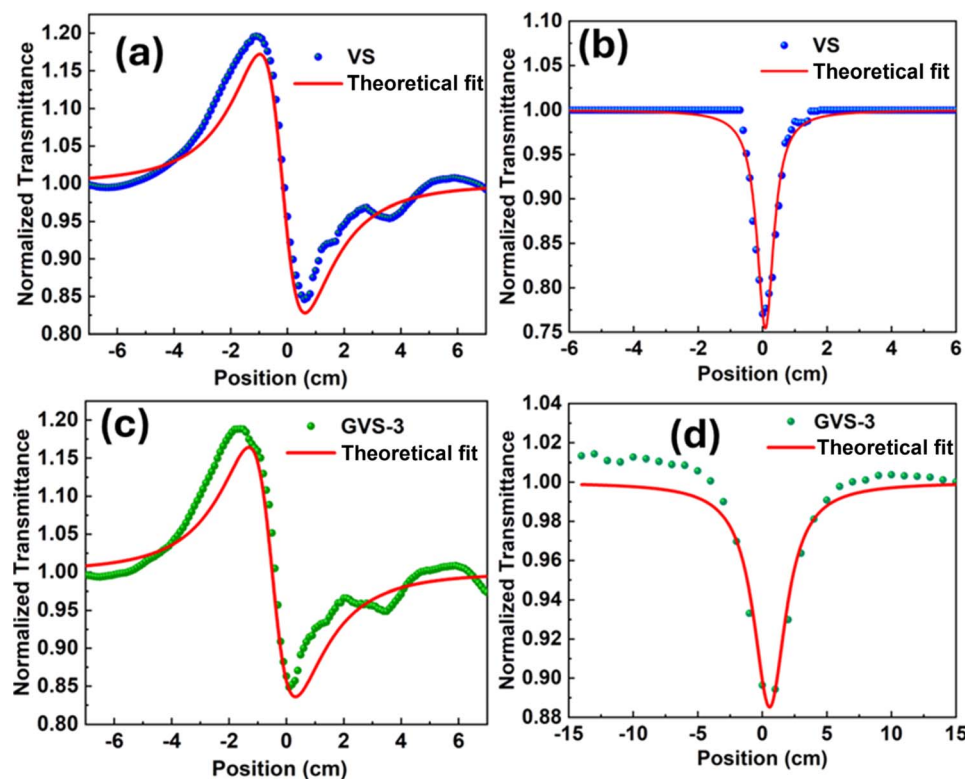 (a)
VS
Theoretical fit
Normalized Transmittance
1.20
1.15
1.10
1.05
1.00
0.95
0.90
0.85
0.80
-6 -4 -2 0 2 4 6
Position (cm)
(b)
VS
Theoretical fit
Normalized Transmittance
1.10
1.05
1.00
0.95
0.90
0.85
0.80
0.75
-6 -4 -2 0 2 4 6
Position (cm)
(c)
GVS-3
Theoretical fit
Normalized Transmittance
1.20
1.15
1.10
1.05
1.00
0.95
0.90
0.85
0.80
-6 -4 -2 0 2 4 6
Position (cm)
(d)
GVS-3
Theoretical fit
Normalized Transmittance
1.04
1.02
1.00
0.98
0.96
0.94
0.92
0.90
0.88
-15 -10 -5 0 5 10 15
Position (cm)